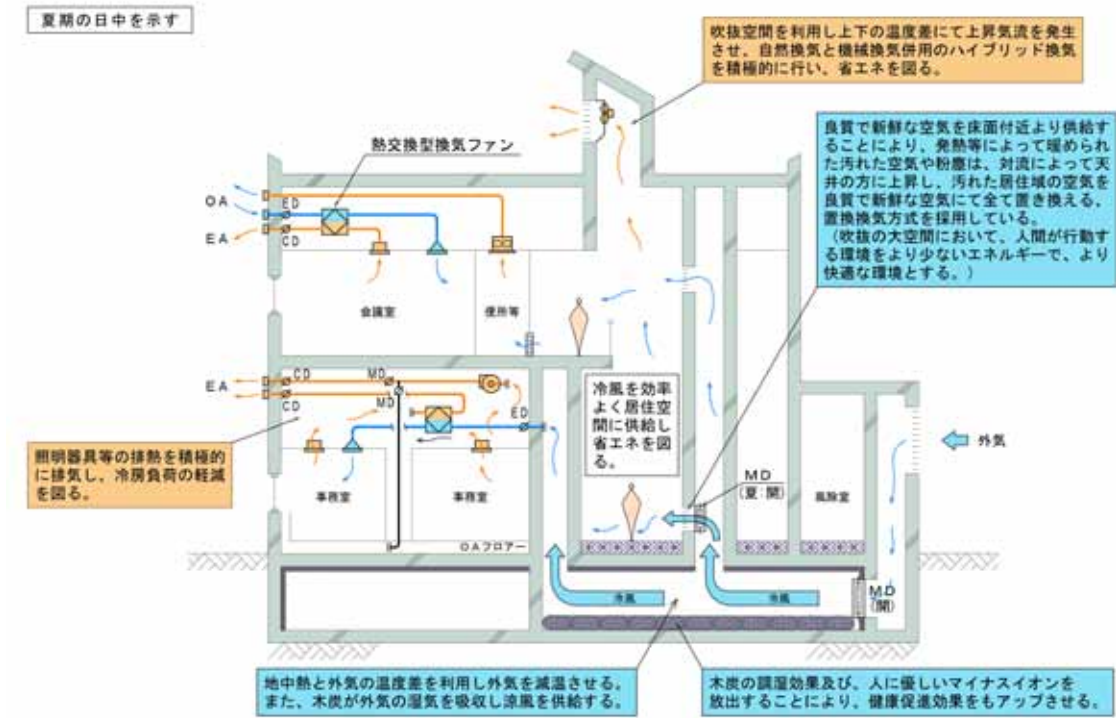 夏期の日中を示す
吹抜空間を利用し上下の温度差にて上昇気流を発生
させ、自然換気と機械換気併用のハイブリッド換気
を積極的に行い、省エネを図る。
良質で新鮮な空気を床面付近より供給す
ることにより、発熱等によって暖められ
た汚れた空気や粉塵は、対流によって天
井の方に上昇し、汚れた居住域の空気を
良質で新鮮な空気にて全て置き換える、
置換換気方式を採用している。
(吹抜の大空間において、人間が行動す
る環境をより少ないエネルギーで、より
快適な環境とする。)
熱交換型換気ファン
OA
EA
ED
CD
会議室
便所等
EA
CD
CD
MD
MD
ED
冷風を効率
よく居住空
間に供給し
省エネを図
る。
照明器具等の排熱を積極的
に排気し、冷房負荷の軽減
を図る。
事務室
事務室
OAフロアー
MD
(夏:開)
風除室
外気
冷風
冷風
MD
(開)
地中熱と外気の温度差を利用し外気を減温させる。
また、木炭が外気の湿気を吸収し涼風を供給する。
木炭の調湿効果及び、人に優しいマイナスイオンを
放出することにより、健康促進効果をもアップさせる。